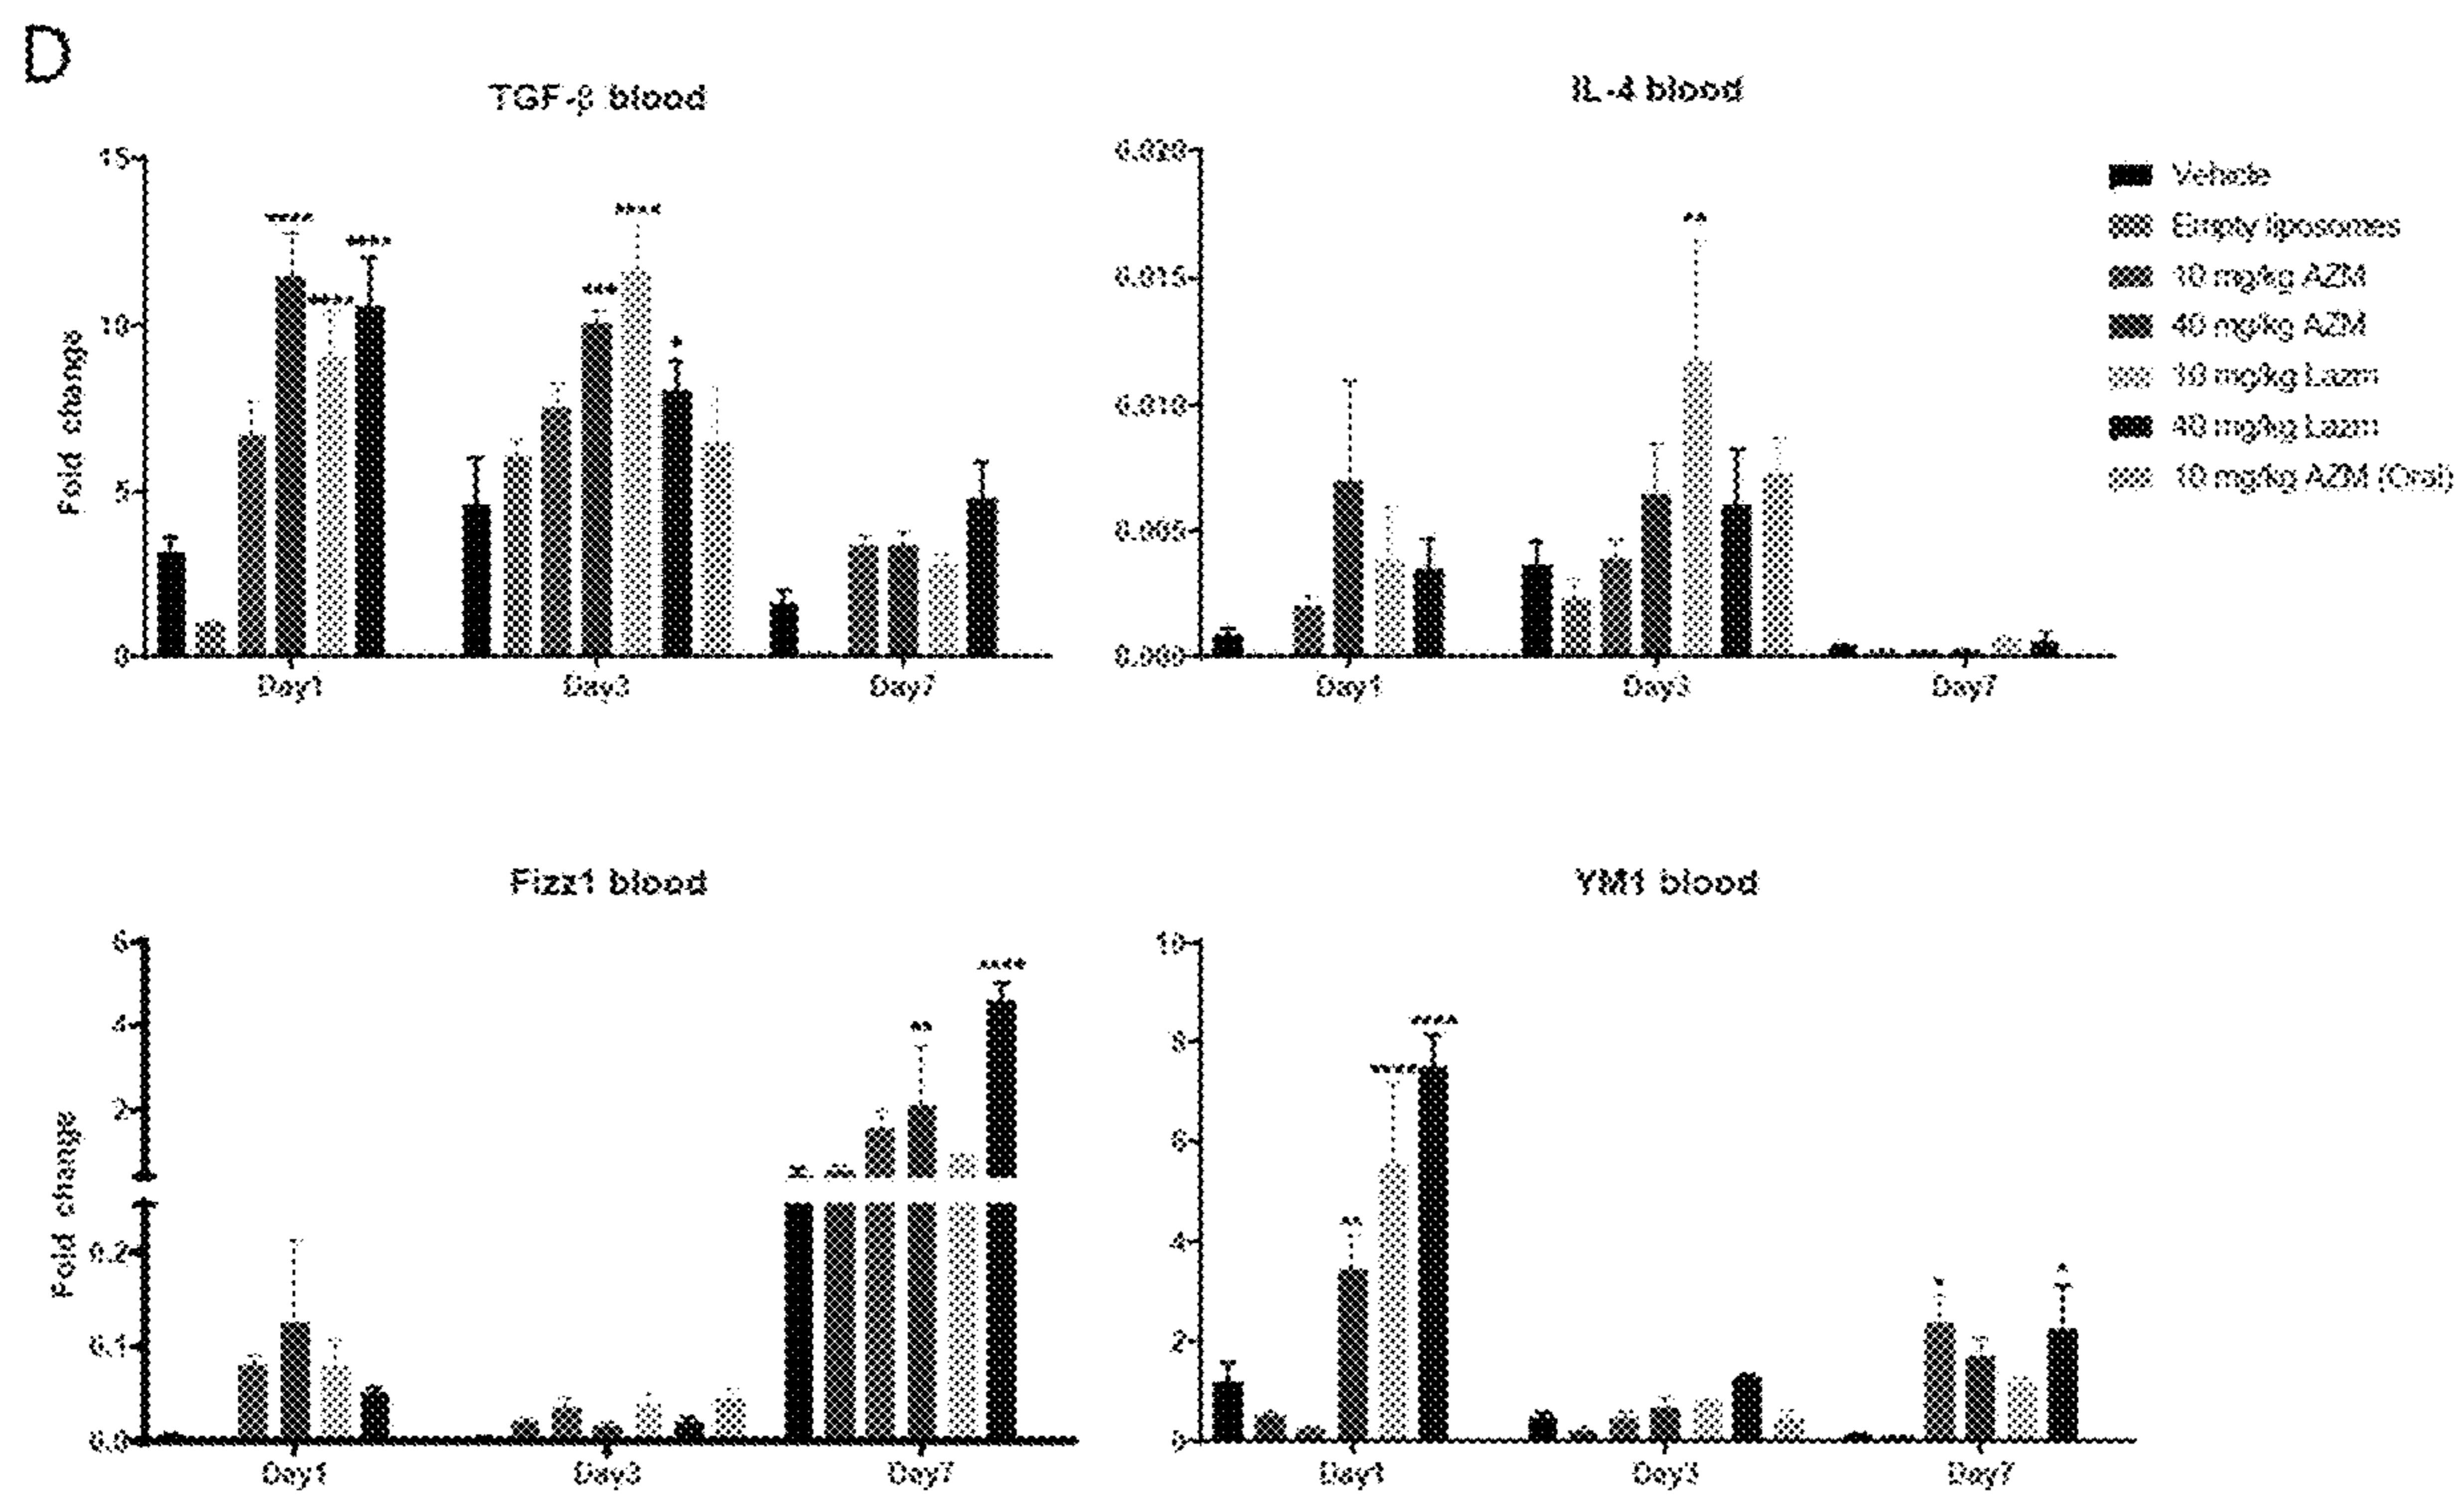 D
TGF-β blood
IL-4 blood
15
10
5
0
Fold change
Day1
Day3
Day7
0.020
0.015
0.010
0.005
0.000
Day1
Day3
Day7
Vehicle
Empty liposomes
10 mg/kg AZM
40 mg/kg AZM
10 mg/kg Lazm
40 mg/kg Lazm
10 mg/kg AZM (Oral)
****
****
****
***
****
*
**
Fizz1 blood
YM1 blood
6
4
2
0.2
0.1
0.0
Fold change
Day1
Day3
Day7
**
****
10
8
6
4
2
0
Day1
Day3
Day7
**
****
****
*
*